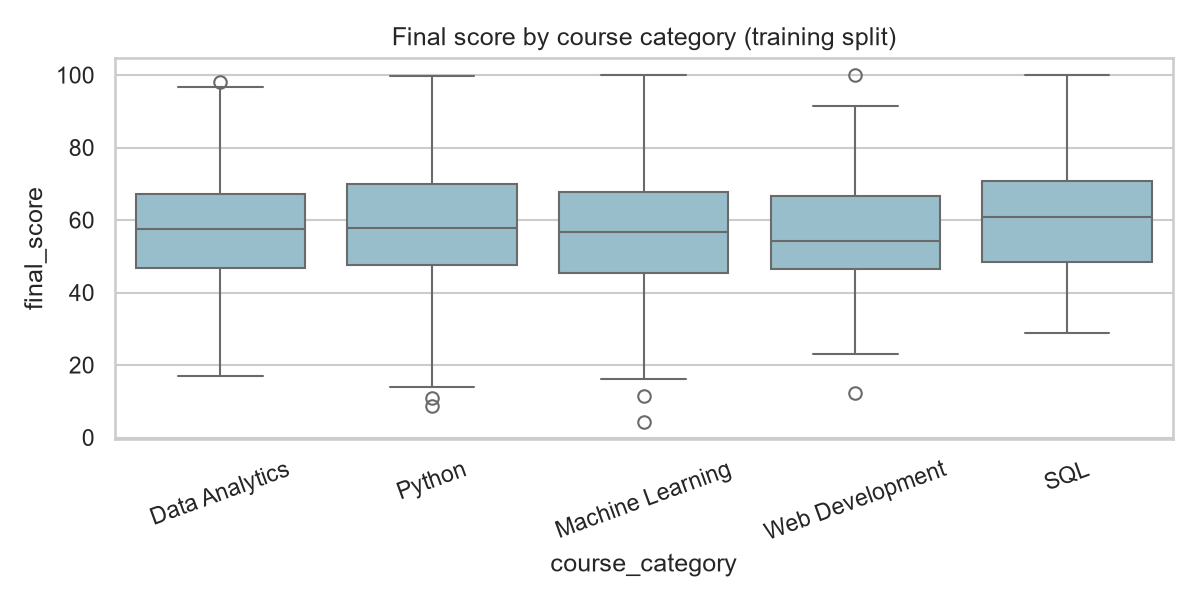 Final score by course category (training split)
final_score
100
80
60
40
20
0
Data Analytics
Python
Machine Learning
Web Development
SQL
course_category